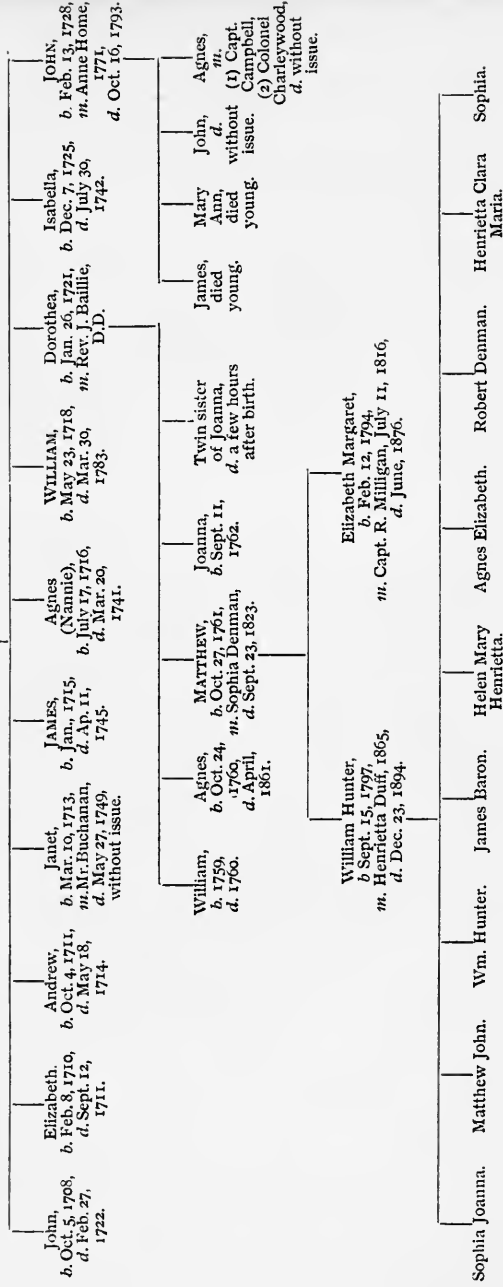 John,
b. Oct. 5, 1708,
d. Feb. 27,
1722.
Elizabeth.
b. Feb. 8, 1710,
d. Sept. 12,
1711.
Andrew,
b. Oct. 4, 1711,
d. May 18,
1714.
Janet,
b. Mar. 10, 1713,
m. Mr. Buchanan,
d. May 27, 1749,
without issue.
JAMES,
b. Jan., 1715,
d. Ap. 11,
1745.
Agnes
(Nannie),
b. July 17, 1716,
d. Mar. 20,
1741.
WILLIAM,
b. May 23, 1718,
d. Mar. 30,
1783.
Dorothea,
b. Jan. 26, 1721,
m. Rev. J. Baillie,
D.D.
Isabella,
b. Dec. 7, 1725,
d. July 30,
1742.
JOHN,
b. Feb. 13, 1728,
m. Anne Home,
1771,
d. Oct. 16, 1793.
William,
b. 1759,
d. 1760.
Agnes,
b. Oct. 24,
1760,
d. April,
1861.
MATTHEW,
b. Oct. 27, 1761,
m. Sophia Denman,
d. Sept. 23, 1823.
Joanna,
b. Sept. 11,
1762.
Twin sister
of Joanna,
d. a few hours
after birth.
James,
died
young.
Mary
Ann,
died
young.
John,
d.
without
issue.
Agnes,
m.
(1) Capt.
Campbell,
(2) Colonel
Charleywood,
d. without
issue.
William Hunter,
b Sept. 15, 1797,
m. Henrietta Duff, 1865,
d. Dec. 23, 1894.
Elizabeth Margaret,
b. Feb. 12, 1794,
m. Capt. R. Milligan, July 11, 1816,
d. June, 1876.
Sophia Joanna.
Matthew John.
Wm. Hunter.
James Baron.
Helen Mary
Henrietta.
Agnes Elizabeth.
Robert Denman.
Henrietta Clara
Maria.
Sophia.